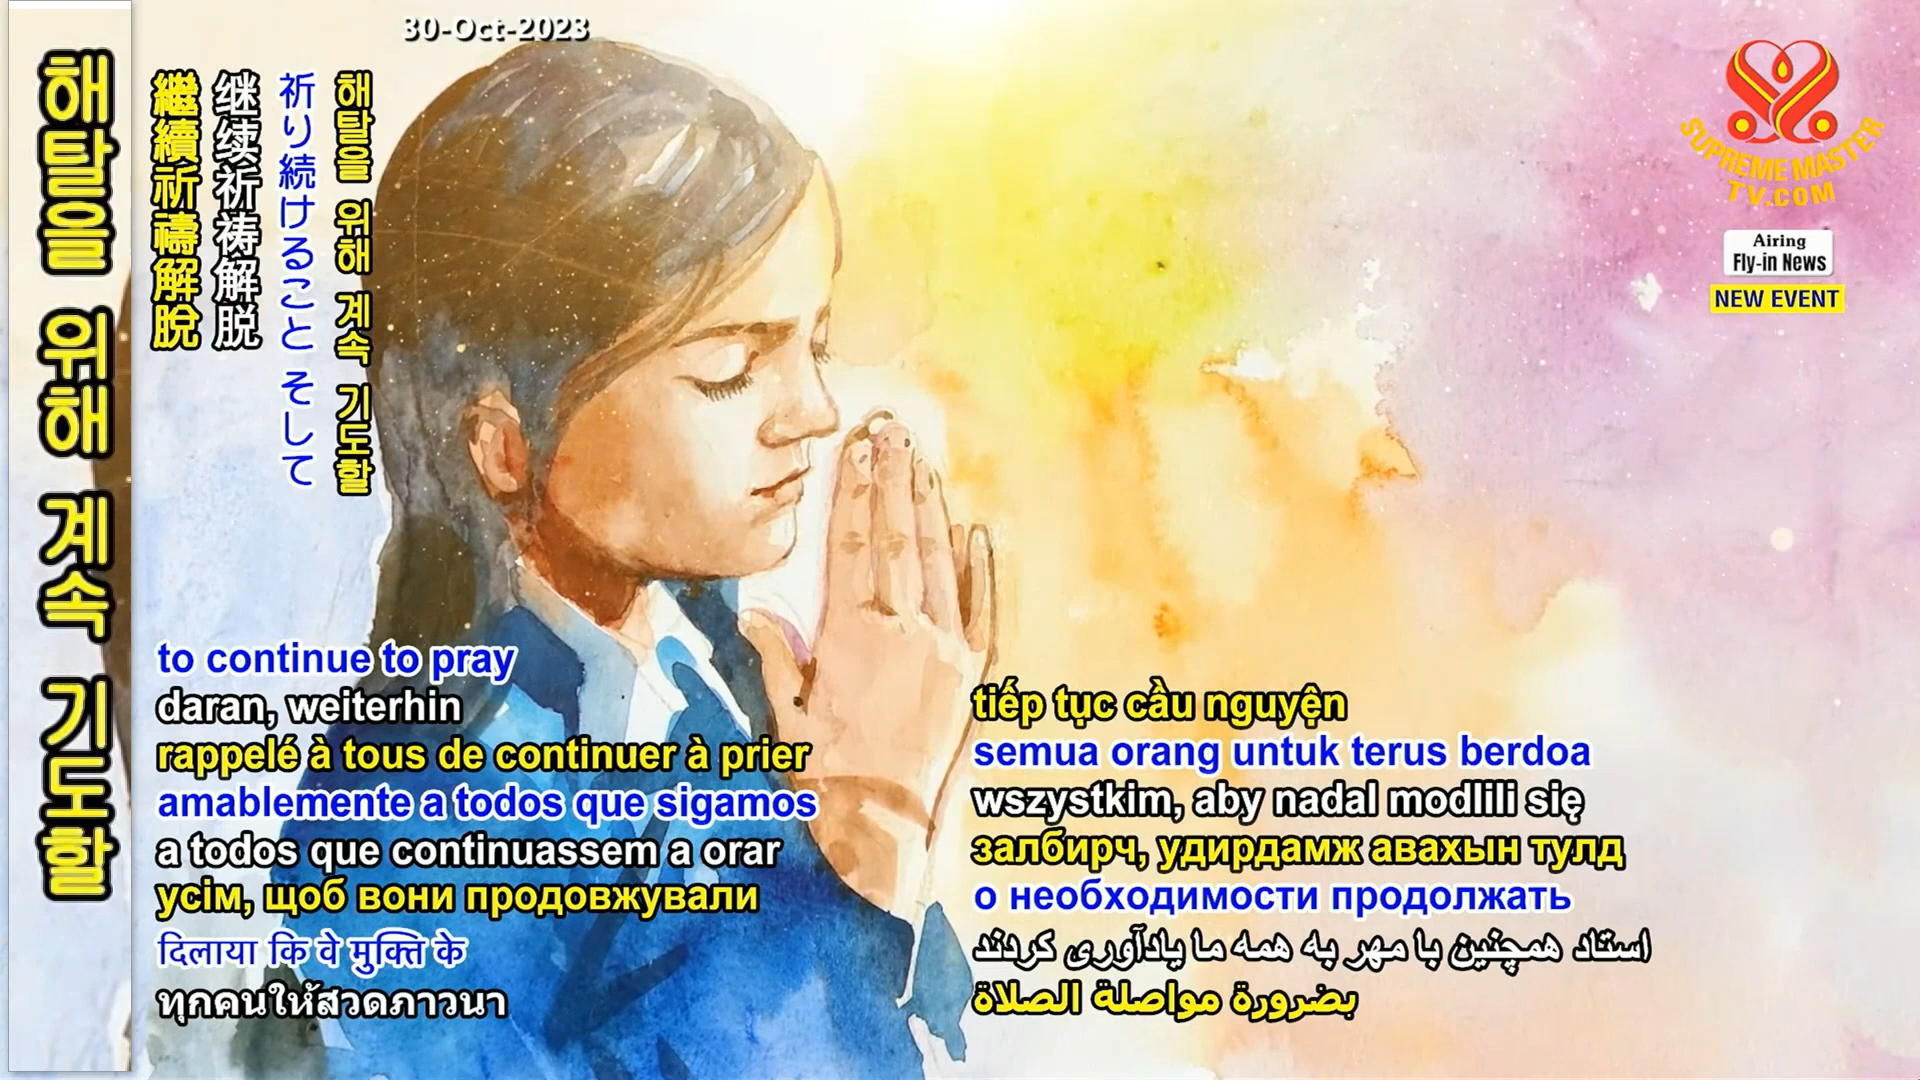 30-Oct-2023
해탈을 위해 계속 기도할
繼續祈禱解脫
继续祈祷解脱
祈り続けること そして
해탈을 위해 계속 기도할
SUPREME MASTER
TV.COM
Airing
Fly-in News
NEW EVENT
to continue to pray
daran, weiterhin
rappelé à tous de continuer à prier
amablemente a todos que sigamos
a todos que continuassem a orar
усім, щоб вони продовжували
दिलाया कि वे मुक्ति के
ทุกคนให้สวดภาวนา
tiếp tục cầu nguyện
semua orang untuk terus berdoa
wszystkim, aby nadal modlili się
залбирч, удирдамж авахын тулд
о необходимости продолжать
استاد همچنین با مهر به همه ما یادآوری کردند
بضرورة مواصلة الصلاة